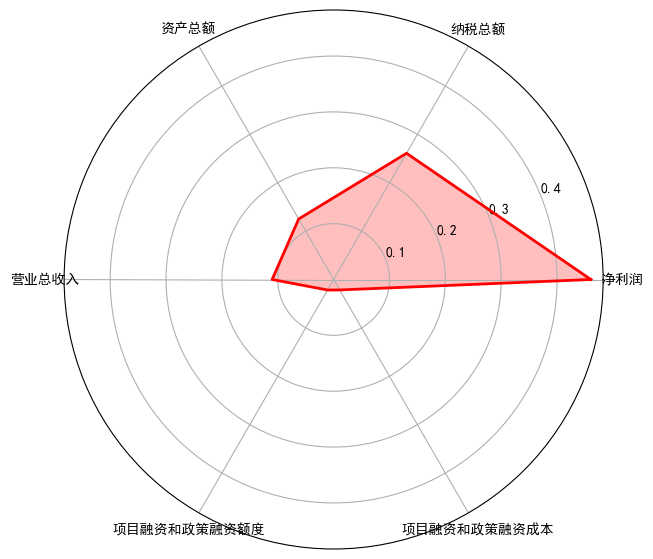 资产总额
纳税总额
0.4
0.3
0.2
0.1
营业总收入
净利润
项目融资和政策融资额度
项目融资和政策融资成本